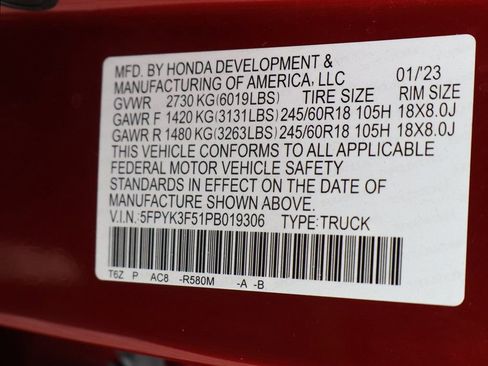 MFD. BY HONDA DEVELOPMENT &
MANUFACTURING OF AMERICA, LLC 01/'23
GVWR 2730 KG(6019LBS) TIRE SIZE RIM SIZE
GAWR F 1420 KG(3131LBS) 245/60R18 105H 18X8.0J
GAWR R 1480 KG(3263LBS) 245/60R18 105H 18X8.0J
THIS VEHICLE CONFORMS TO ALL APPLICABLE
FEDERAL MOTOR VEHICLE SAFETY
STANDARDS IN EFFECT ON THE DATE OF
MANUFACTURE SHOWN ABOVE.
V.I.N.:5FPYK3F51PB019306 TYPE:TRUCK
T6Z P AC8 -R580M -A -B